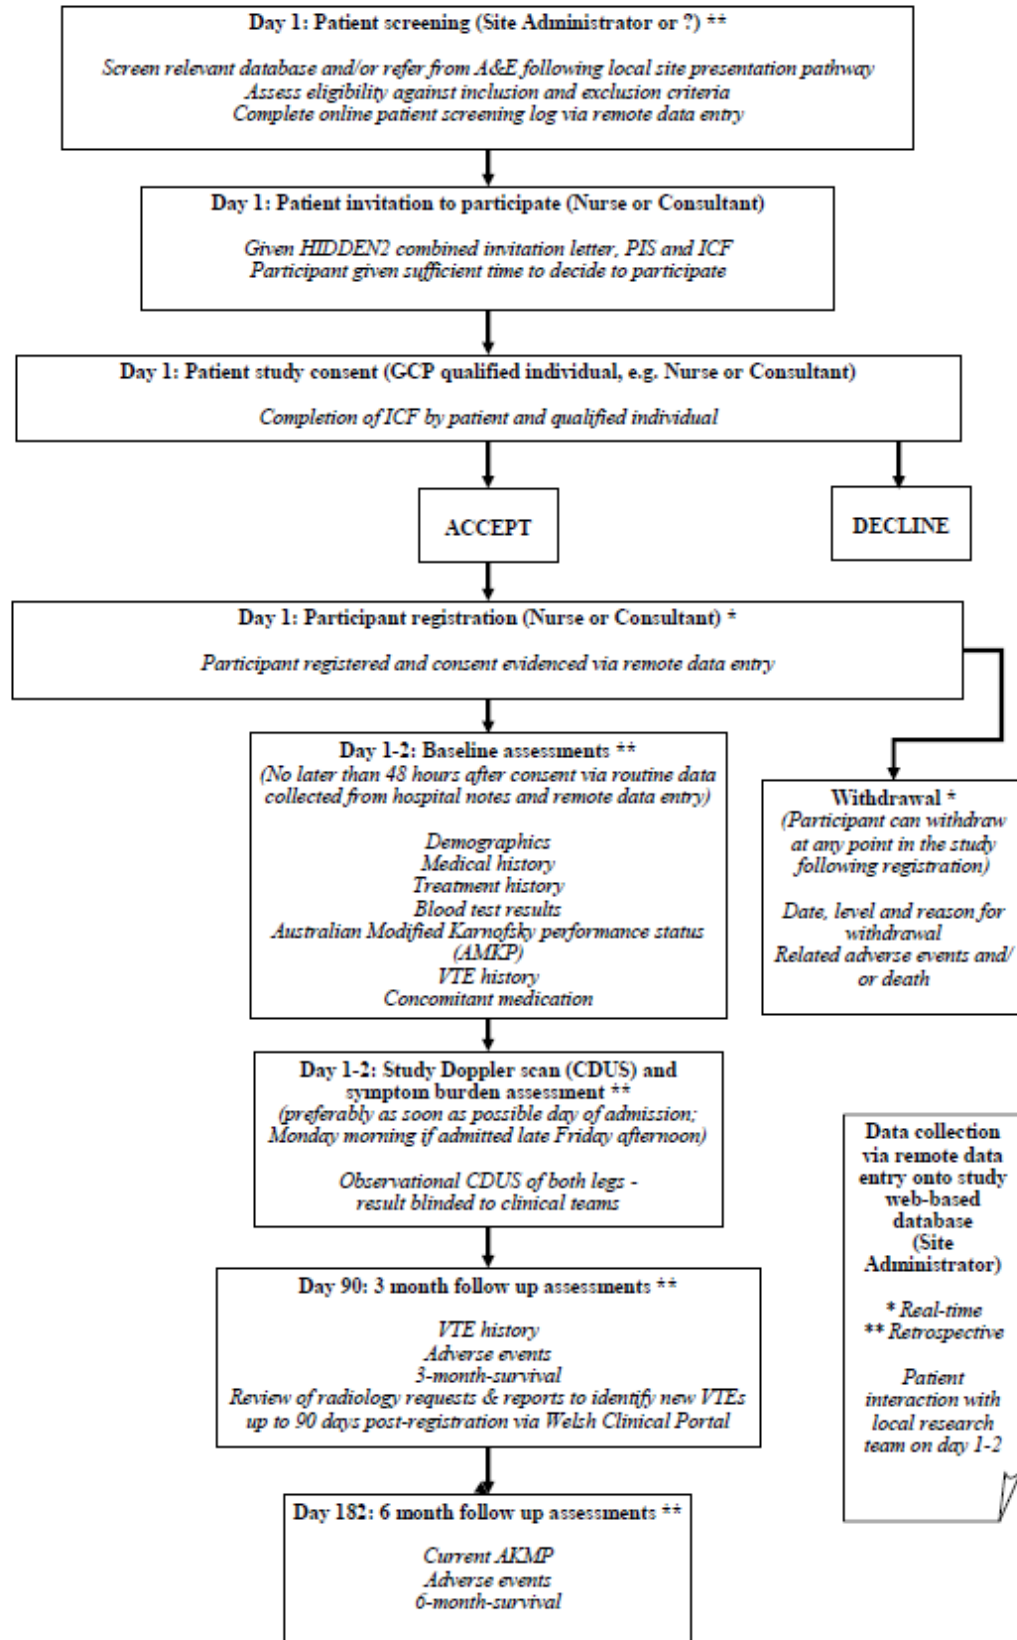 Day 1: Patient screening (Site Administrator or ?) **
Screen relevant database and/or refer from A&E following local site presentation pathway
Assess eligibility against inclusion and exclusion criteria
Complete online patient screening log via remote data entry
Day 1: Patient invitation to participate (Nurse or Consultant)
Given HIDDEN2 combined invitation letter, PIS and ICF
Participant given sufficient time to decide to participate
Day 1: Patient study consent (GCP qualified individual, e.g. Nurse or Consultant)
Completion of ICF by patient and qualified individual
ACCEPT
DECLINE
Day 1: Participant registration (Nurse or Consultant) *
Participant registered and consent evidenced via remote data entry
Day 1-2: Baseline assessments **
(No later than 48 hours after consent via routine data
collected from hospital notes and remote data entry)
Demographics
Medical history
Treatment history
Blood test results
Australian Modified Karnofsky performance status
(AMKP)
VTE history
Concomitant medication
Withdrawal *
(Participant can withdraw
at any point in the study
following registration)
Date, level and reason for
withdrawal
Related adverse events and/
or death
Day 1-2: Study Doppler scan (CDUS) and
symptom burden assessment **
(preferably as soon as possible day of admission;
Monday morning if admitted late Friday afternoon)
Observational CDUS of both legs -
result blinded to clinical teams
Data collection
via remote data
entry onto study
web-based
database
(Site
Administrator)
* Real-time
** Retrospective
Patient
interaction with
local research
team on day 1-2
Day 90: 3 month follow up assessments **
VTE history
Adverse events
3-month-survival
Review of radiology requests & reports to identify new VTEs
up to 90 days post-registration via Welsh Clinical Portal
Day 182: 6 month follow up assessments **
Current AKMP
Adverse events
6-month-survival